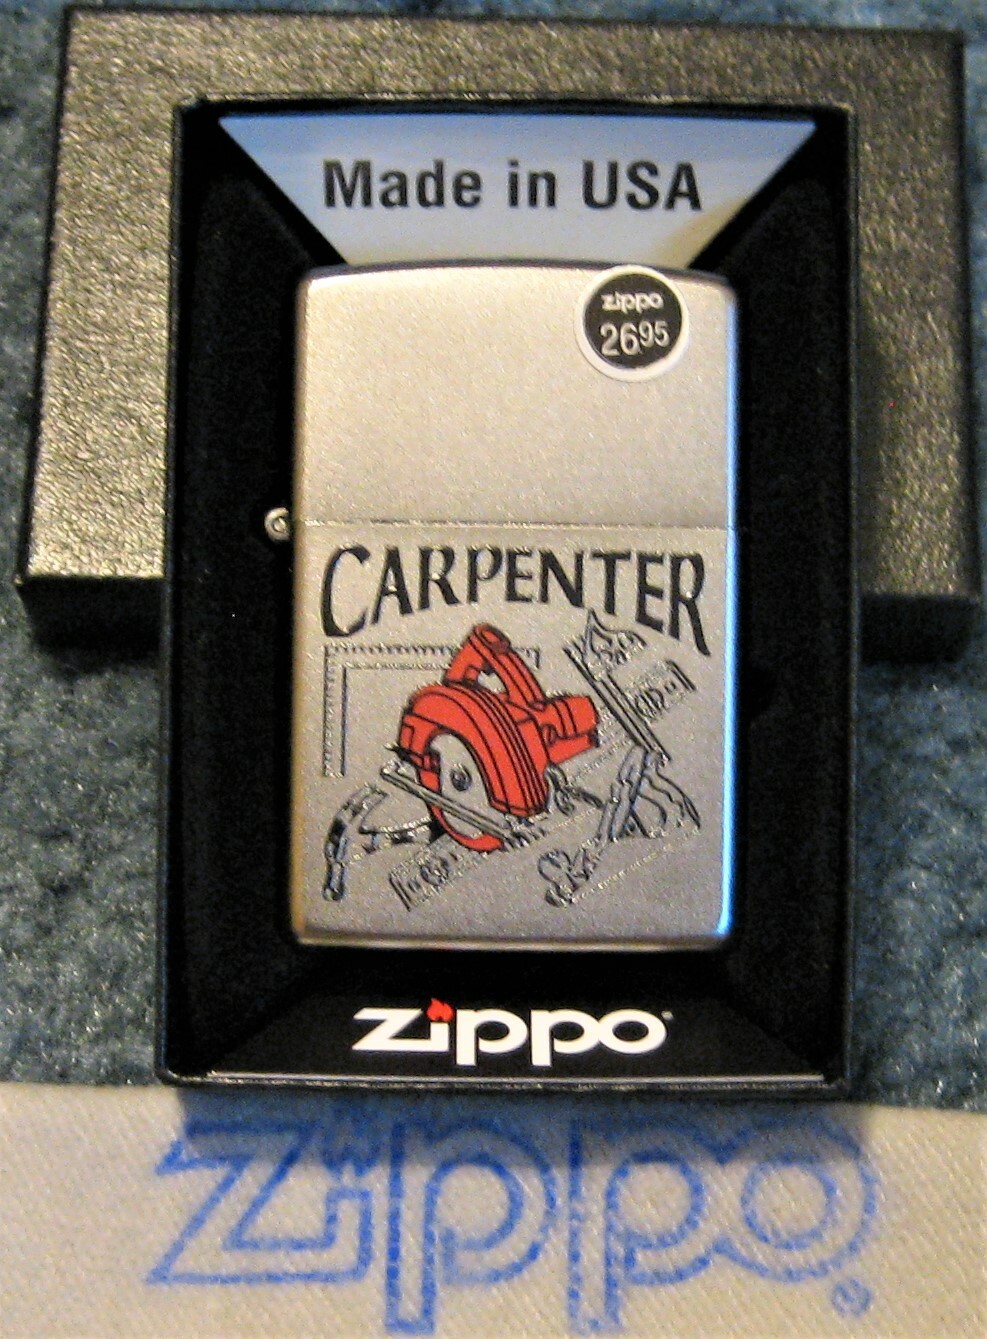 Made in USA
zippo
26.95
CARPENTER
zippo
zippo®